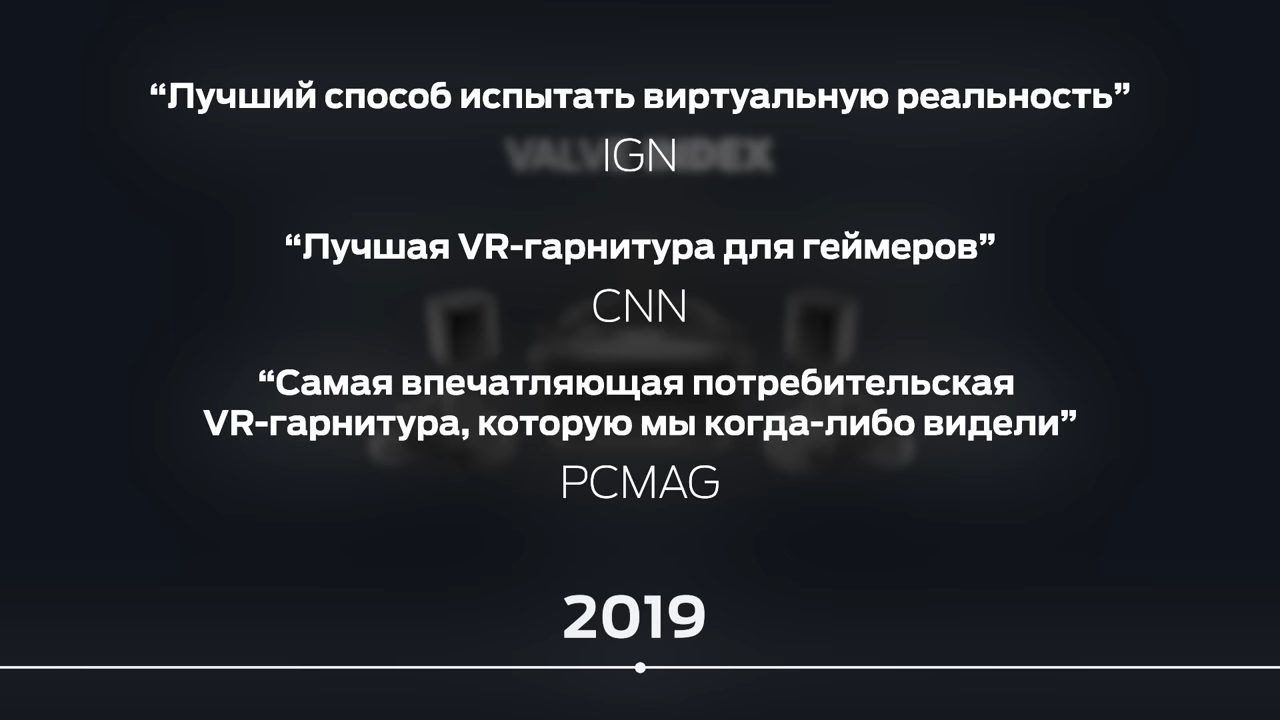 “Лучший способ испытать виртуальную реальность”
IGN
“Лучшая VR-гарнитура для геймеров”
CNN
“Самая впечатляющая потребительская
VR-гарнитура, которую мы когда-либо видели”
PCMAG
2019